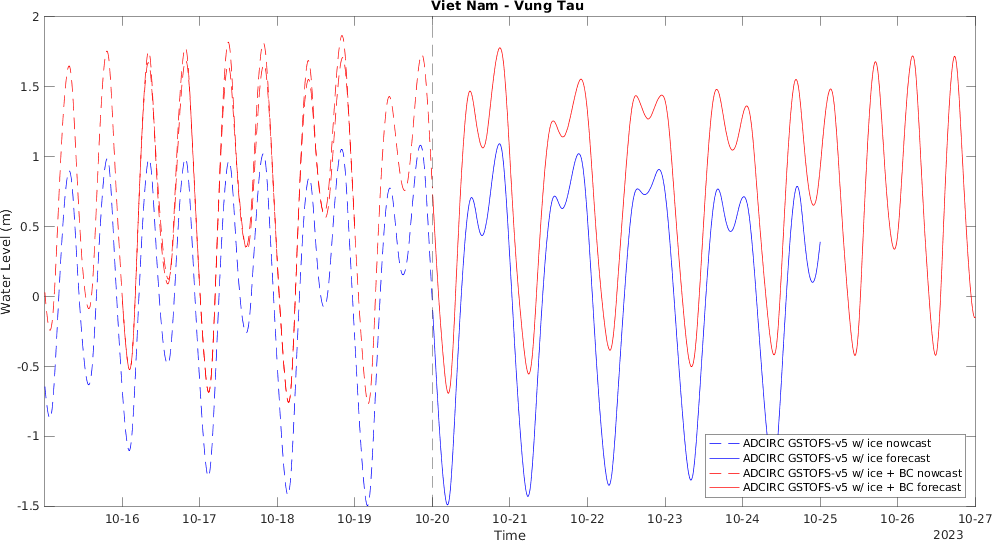 Viet Nam - Vung Tau
2
1.5
1
0.5
0
-0.5
-1
-1.5
Water Level (m)
ADCIRC GSTOFS-v5 w/ ice nowcast
ADCIRC GSTOFS-v5 w/ ice forecast
ADCIRC GSTOFS-v5 w/ ice + BC nowcast
ADCIRC GSTOFS-v5 w/ ice + BC forecast
10-16 10-17 10-18 10-19 10-20 10-21 10-22 10-23 10-24 10-25 10-26 10-27
Time
2023